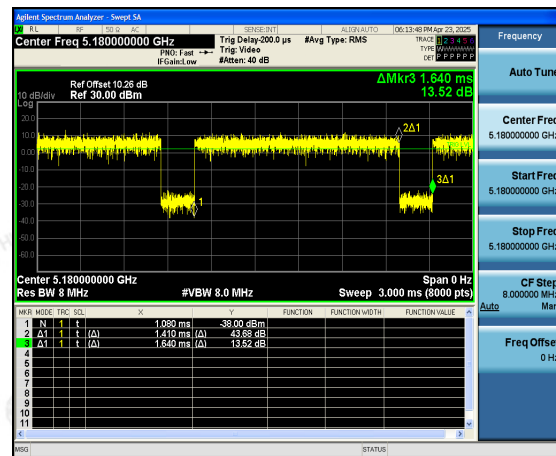 Agilent Spectrum Analyzer - Swept SA
RL RF 50 Ω AC SENSE:INT ALIGN AUTO 06:13:48 PM Apr 23, 2025
Center Freq 5.180000000 GHz
PNO: Fast
IFGain:Low
Trig Delay-200.0 µs
Trig: Video
#Atten: 40 dB
#Avg Type: RMS
TRACE 1 2 3 4 5 6
TYPE
DET P P P P P P
Frequency
Ref Offset 10.26 dB
Ref 30.00 dBm
ΔMkr3 1.640 ms
13.52 dB
10 dB/div
Log
20.0
10.0
0.00
-10.0
-20.0
-30.0
-40.0
-50.0
-60.0
2Δ1
1
3Δ1
Center 5.180000000 GHz
Res BW 8 MHz
#VBW 8.0 MHz
Span 0 Hz
Sweep 3.000 ms (8000 pts)
MKR MODE TRC SCL X Y FUNCTION FUNCTION WIDTH FUNCTION VALUE
1 N 1 t 1.080 ms -38.00 dBm
2 Δ1 1 t (Δ) 1.410 ms (Δ) 43.68 dB
3 Δ1 1 t (Δ) 1.640 ms (Δ) 13.52 dB
4
5
6
7
8
9
10
11
MSG STATUS
Auto Tune
Center Freq
5.180000000 GHz
Start Freq
5.180000000 GHz
Stop Freq
5.180000000 GHz
CF Step
8.000000 MHz
Auto Man
Freq Offset
0 Hz